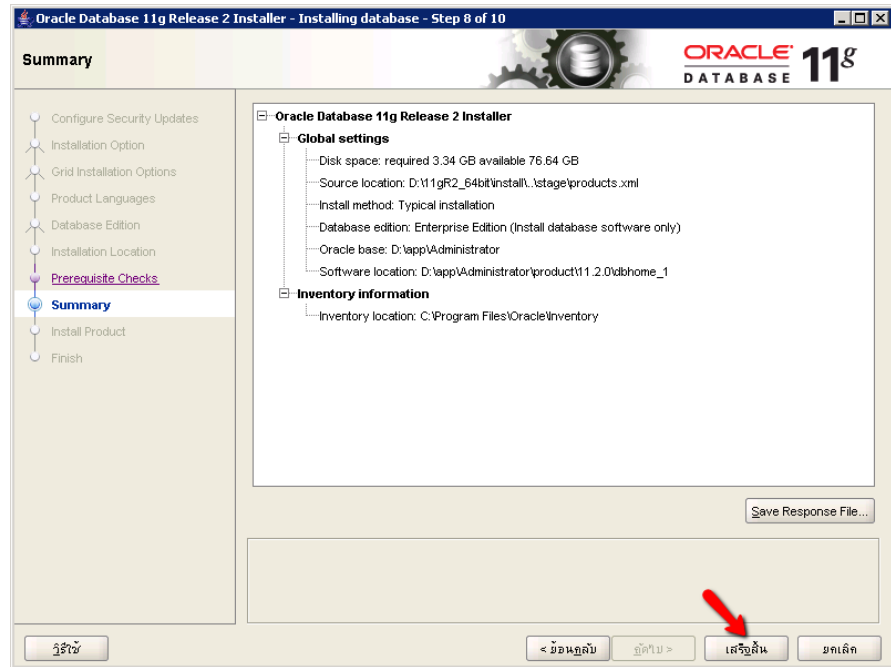 Oracle Database 11g Release 2 Installer - Installing database - Step 8 of 10
Summary
ORACLE
DATABASE
11g
Configure Security Updates
Installation Option
Grid Installation Options
Product Languages
Database Edition
Installation Location
Prerequisite Checks
Summary
Install Product
Finish
Oracle Database 11g Release 2 Installer
Global settings
Disk space: required 3.34 GB available 76.64 GB
Source location: D:\11gR2_64bit\install\..\stage\products.xml
Install method: Typical installation
Database edition: Enterprise Edition (Install database software only)
Oracle base: D:\app\Administrator
Software location: D:\app\Administrator\product\11.2.0\dbhome_1
Inventory information
Inventory location: C:\Program Files\Oracle\Inventory
Save Response File...
วิธีใช้
< ย้อนกลับ
ถัดไป >
เสร็จสิ้น
ยกเลิก